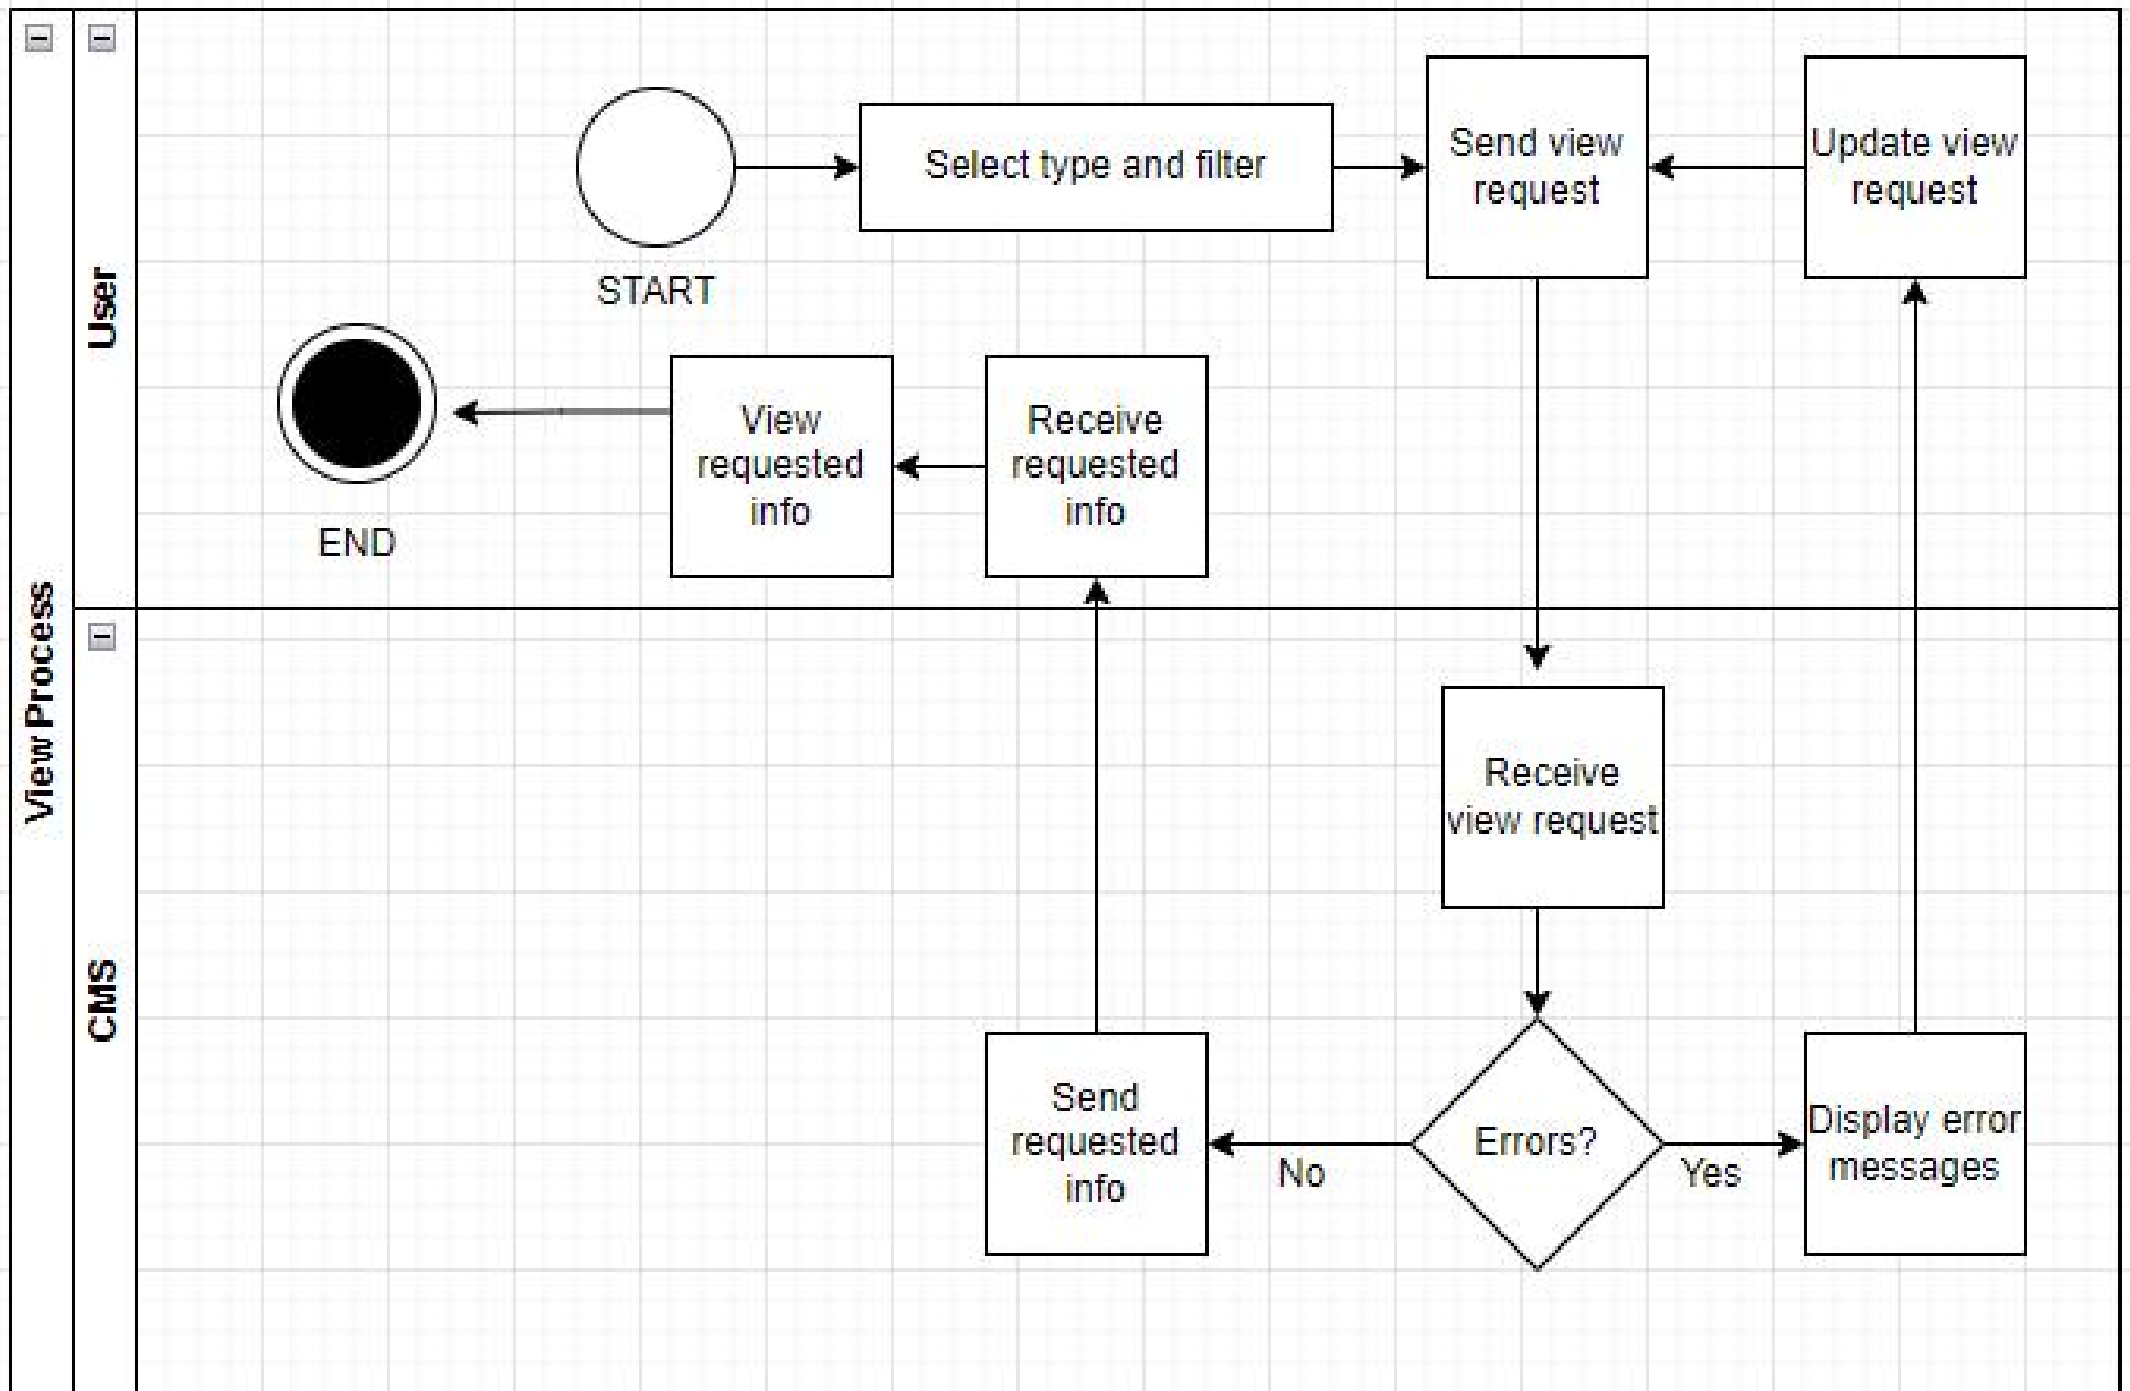 View Process
User
START
Select type and filter
Send view
request
Update view
request
END
View
requested
info
Receive
requested
info
CMS
Receive
view request
Send
requested
info
No
Errors?
Yes
Display error
messages